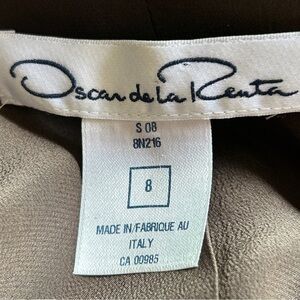 Oscar de la Renta
S 08
8N216
8
MADE IN/FABRIQUE AU
ITALY
CA 00985